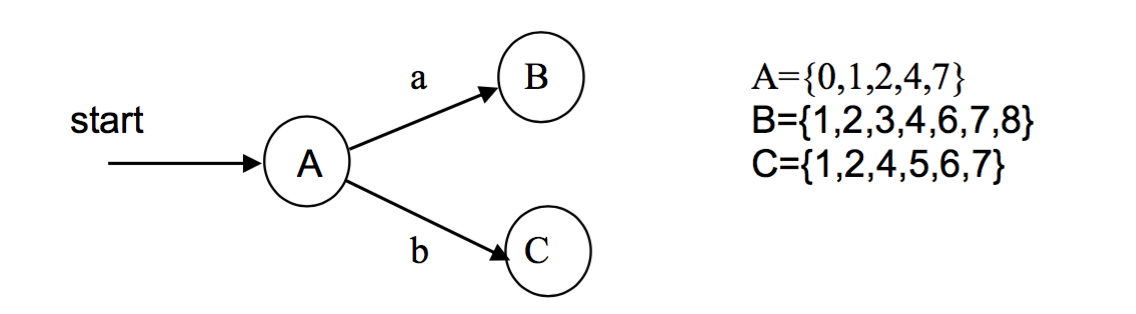 start
A
a
B
b
C
A={0,1,2,4,7}
B={1,2,3,4,6,7,8}
C={1,2,4,5,6,7}